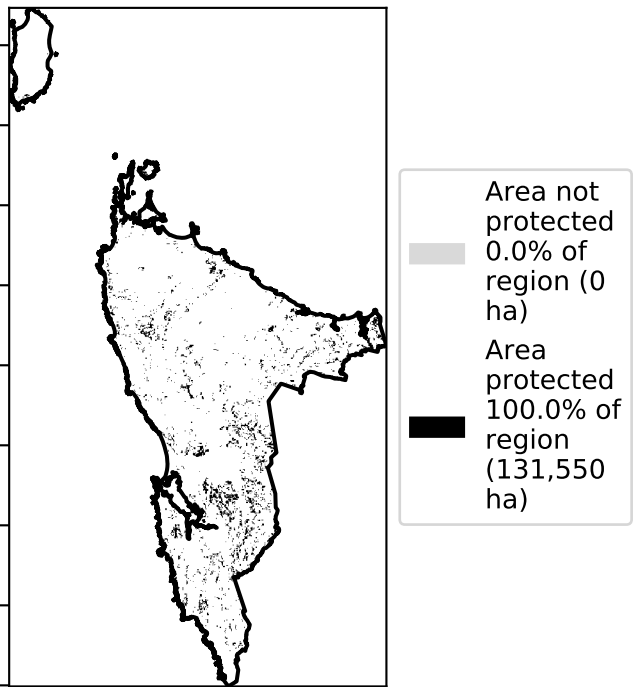 Area not
protected
0.0% of
region (0
ha)
Area
protected
100.0% of
region
(131,550
ha)